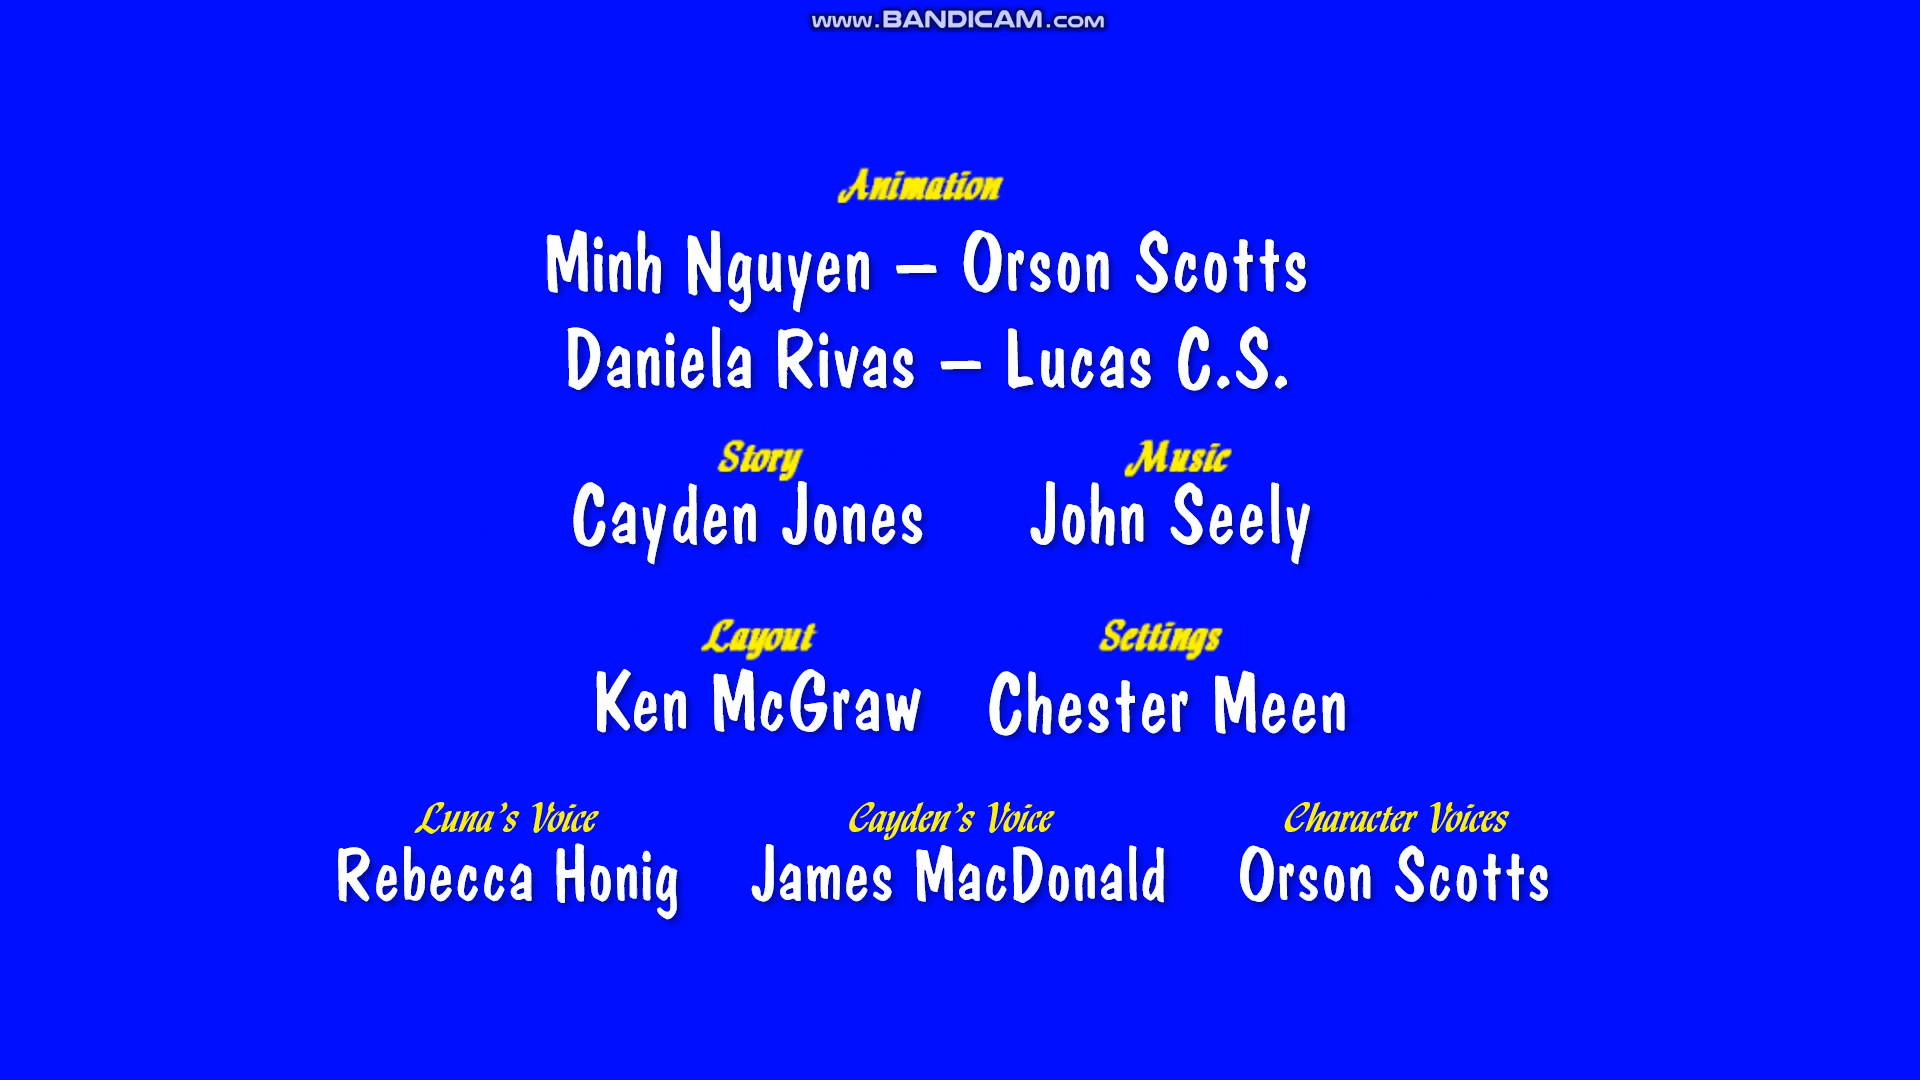 www.BANDICAM.com
Animation
Minh Nguyen – Orson Scotts
Daniela Rivas – Lucas C.S.
Story Music
Cayden Jones John Seely
Layout Settings
Ken McGraw Chester Meen
Luna's Voice Cayden's Voice Character Voices
Rebecca Honig James MacDonald Orson Scotts